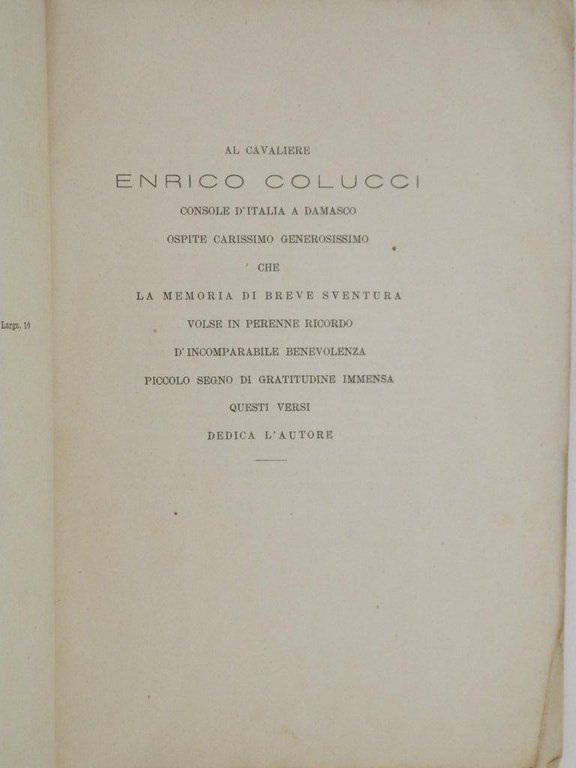 AL CAVALIERE
ENRICO COLUCCI
CONSOLE D'ITALIA A DAMASCO
OSPITE CARISSIMO GENEROSISSIMO
CHE
LA MEMORIA DI BREVE SVENTURA
VOLSE IN PERENNE RICORDO
D'INCOMPARABILE BENEVOLENZA
PICCOLO SEGNO DI GRATITUDINE IMMENSA
QUESTI VERSI
DEDICA L'AUTORE
Larga, 19